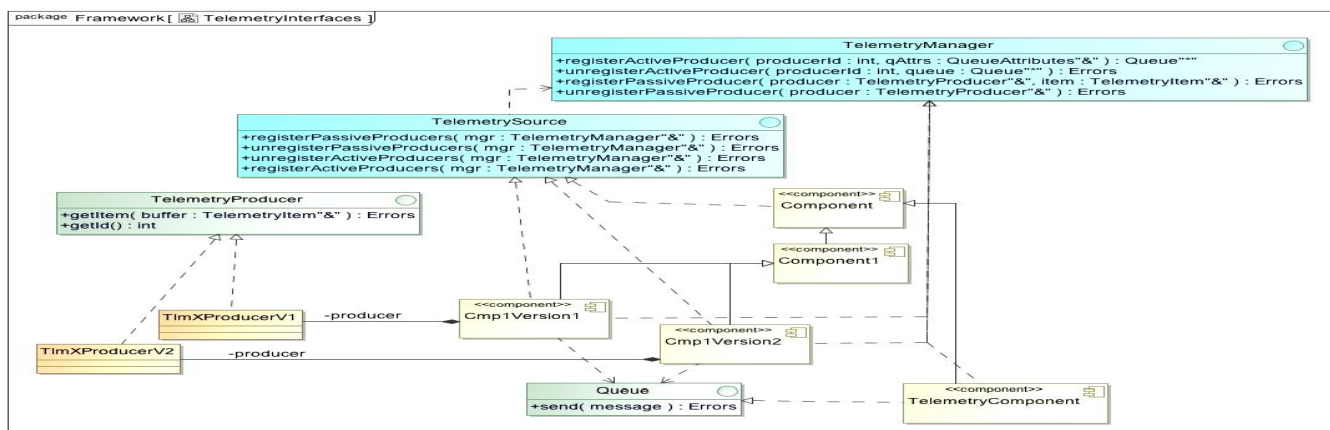 package Framework[ TelemetryInterfaces ]
TelemetryManager
+registerActiveProducer( producerId : int, qAttrs : QueueAttributes"&" ) : Queue"*"
+unregisterActiveProducer( producerId : int, queue : Queue"*" ) : Errors
+registerPassiveProducer( producer : TelemetryProducer"&", item : TelemetryItem"&" ) : Errors
+unregisterPassiveProducer( producer : TelemetryProducer"&" ) : Errors
TelemetrySource
+registerPassiveProducers( mgr : TelemetryManager"&" ) : Errors
+unregisterPassiveProducers( mgr : TelemetryManager"&" ) : Errors
+unregisterActiveProducers( mgr : TelemetryManager"&" ) : Errors
+registerActiveProducers( mgr : TelemetryManager"&" ) : Errors
TelemetryProducer
+getItem( buffer : TelemetryItem"&" ) : Errors
+getId() : int
<<component>>
Component
<<component>>
Component1
<<component>>
Cmp1Version1
TlmXProducerV1
-producer
<<component>>
Cmp1Version2
TlmXProducerV2
-producer
Queue
+send( message ) : Errors
<<component>>
TelemetryComponent